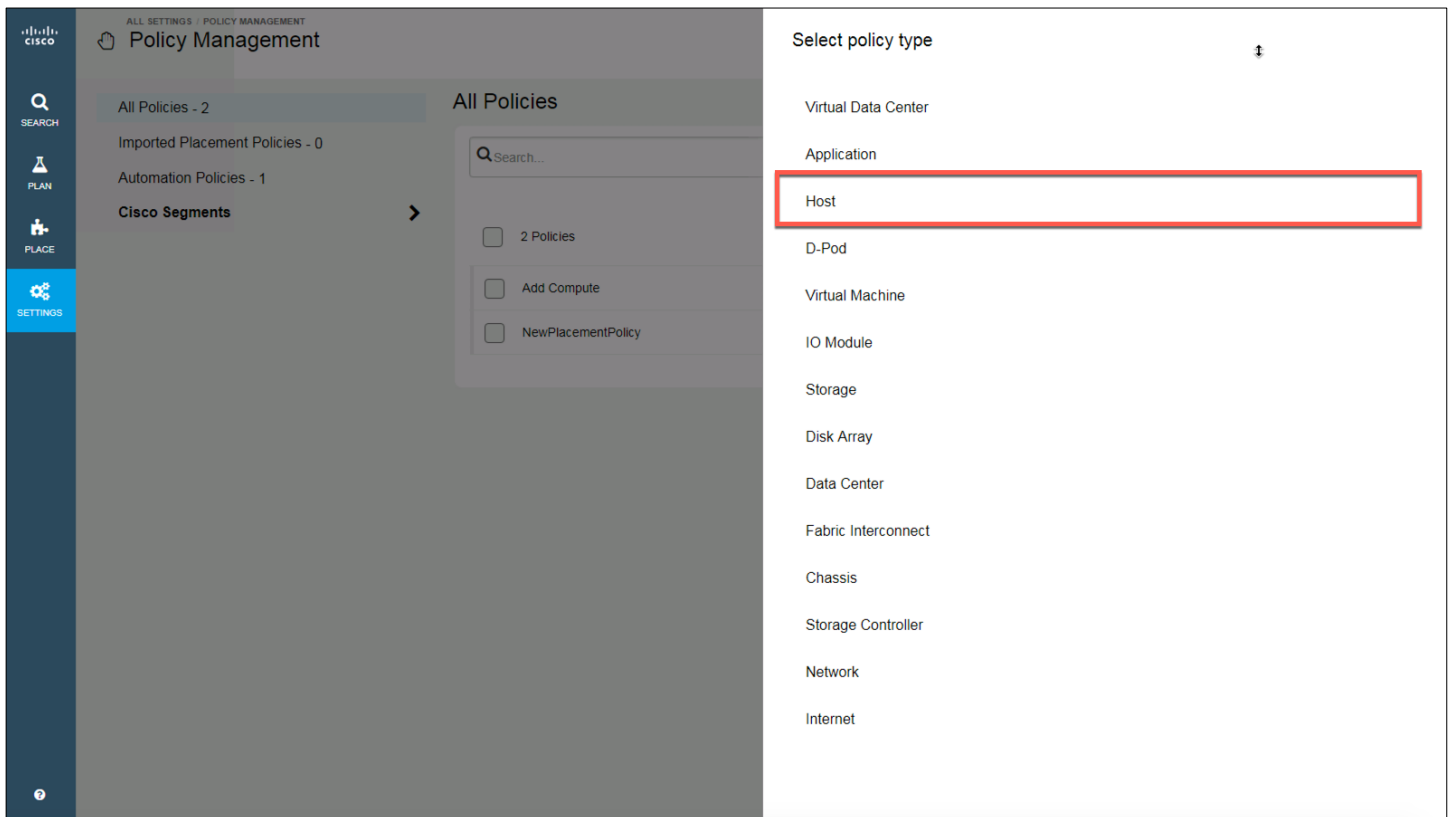 CISCO
SEARCH
PLAN
PLACE
SETTINGS
ALL SETTINGS / POLICY MANAGEMENT
Policy Management
All Policies - 2
Imported Placement Policies - 0
Automation Policies - 1
Cisco Segments
All Policies
Search...
2 Policies
Add Compute
NewPlacementPolicy
Select policy type
Virtual Data Center
Application
Host
D-Pod
Virtual Machine
IO Module
Storage
Disk Array
Data Center
Fabric Interconnect
Chassis
Storage Controller
Network
Internet